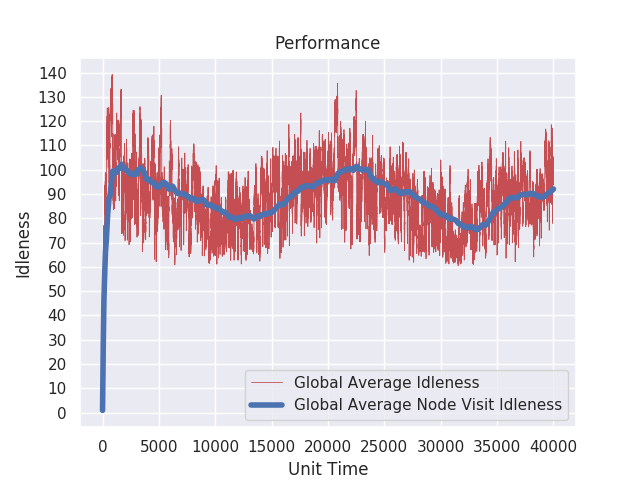 Performance
140
130
120
110
100
90
80
70
60
50
40
30
20
10
0
Idleness
Global Average Idleness
Global Average Node Visit Idleness
0 5000 10000 15000 20000 25000 30000 35000 40000
Unit Time